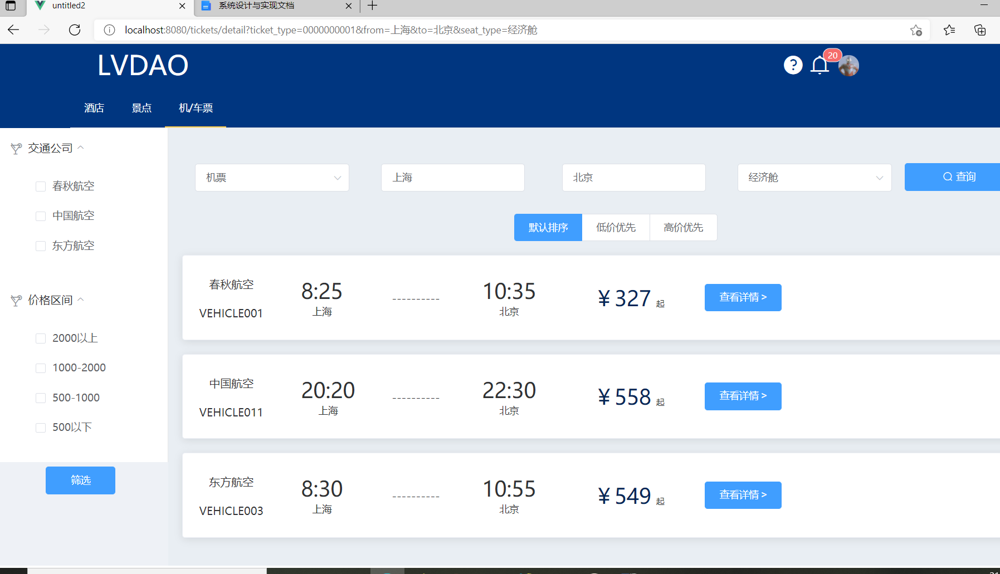 untitled2
系统设计与实现文档
localhost:8080/tickets/detail?ticket_type=0000000001&from=上海&to=北京&seat_type=经济舱
LVDAO
?
20
酒店 景点 机/车票
交通公司
春秋航空
中国航空
东方航空
价格区间
2000以上
1000-2000
500-1000
500以下
筛选
机票 上海 北京 经济舱 查询
默认排序 低价优先 高价优先
春秋航空
VEHICLE001
8:25
上海
----------
10:35
北京
¥ 327 起
查看详情 >
中国航空
VEHICLE011
20:20
上海
----------
22:30
北京
¥ 558 起
查看详情 >
东方航空
VEHICLE003
8:30
上海
----------
10:55
北京
¥ 549 起
查看详情 >